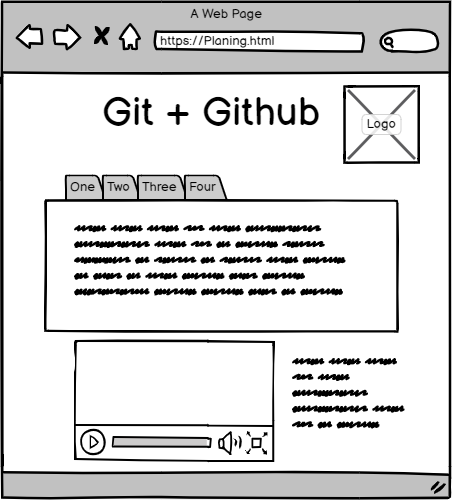 A Web Page
https://Planing.html
Git + Github
Logo
One Two Three Four